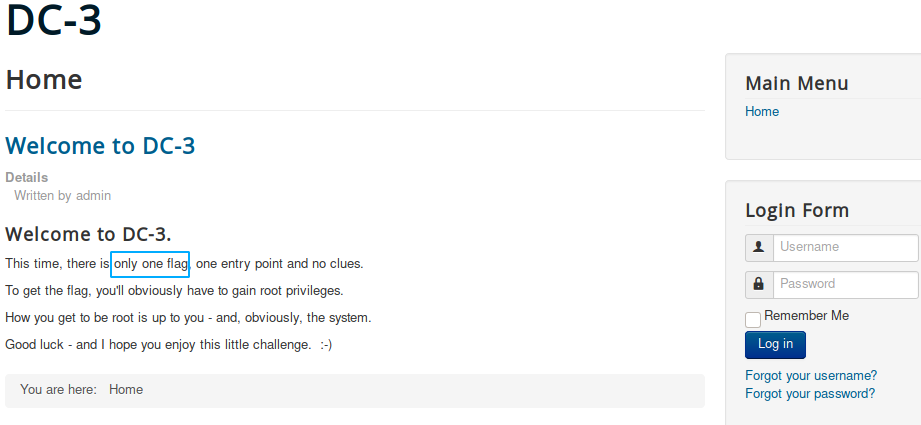 DC-3
Home
Welcome to DC-3
Details
Written by admin
Welcome to DC-3.
This time, there is only one flag, one entry point and no clues.
To get the flag, you'll obviously have to gain root privileges.
How you get to be root is up to you - and, obviously, the system.
Good luck - and I hope you enjoy this little challenge.  :-)
You are here: Home
Main Menu
Home
Login Form
Username
Password
Remember Me
Log in
Forgot your username?
Forgot your password?